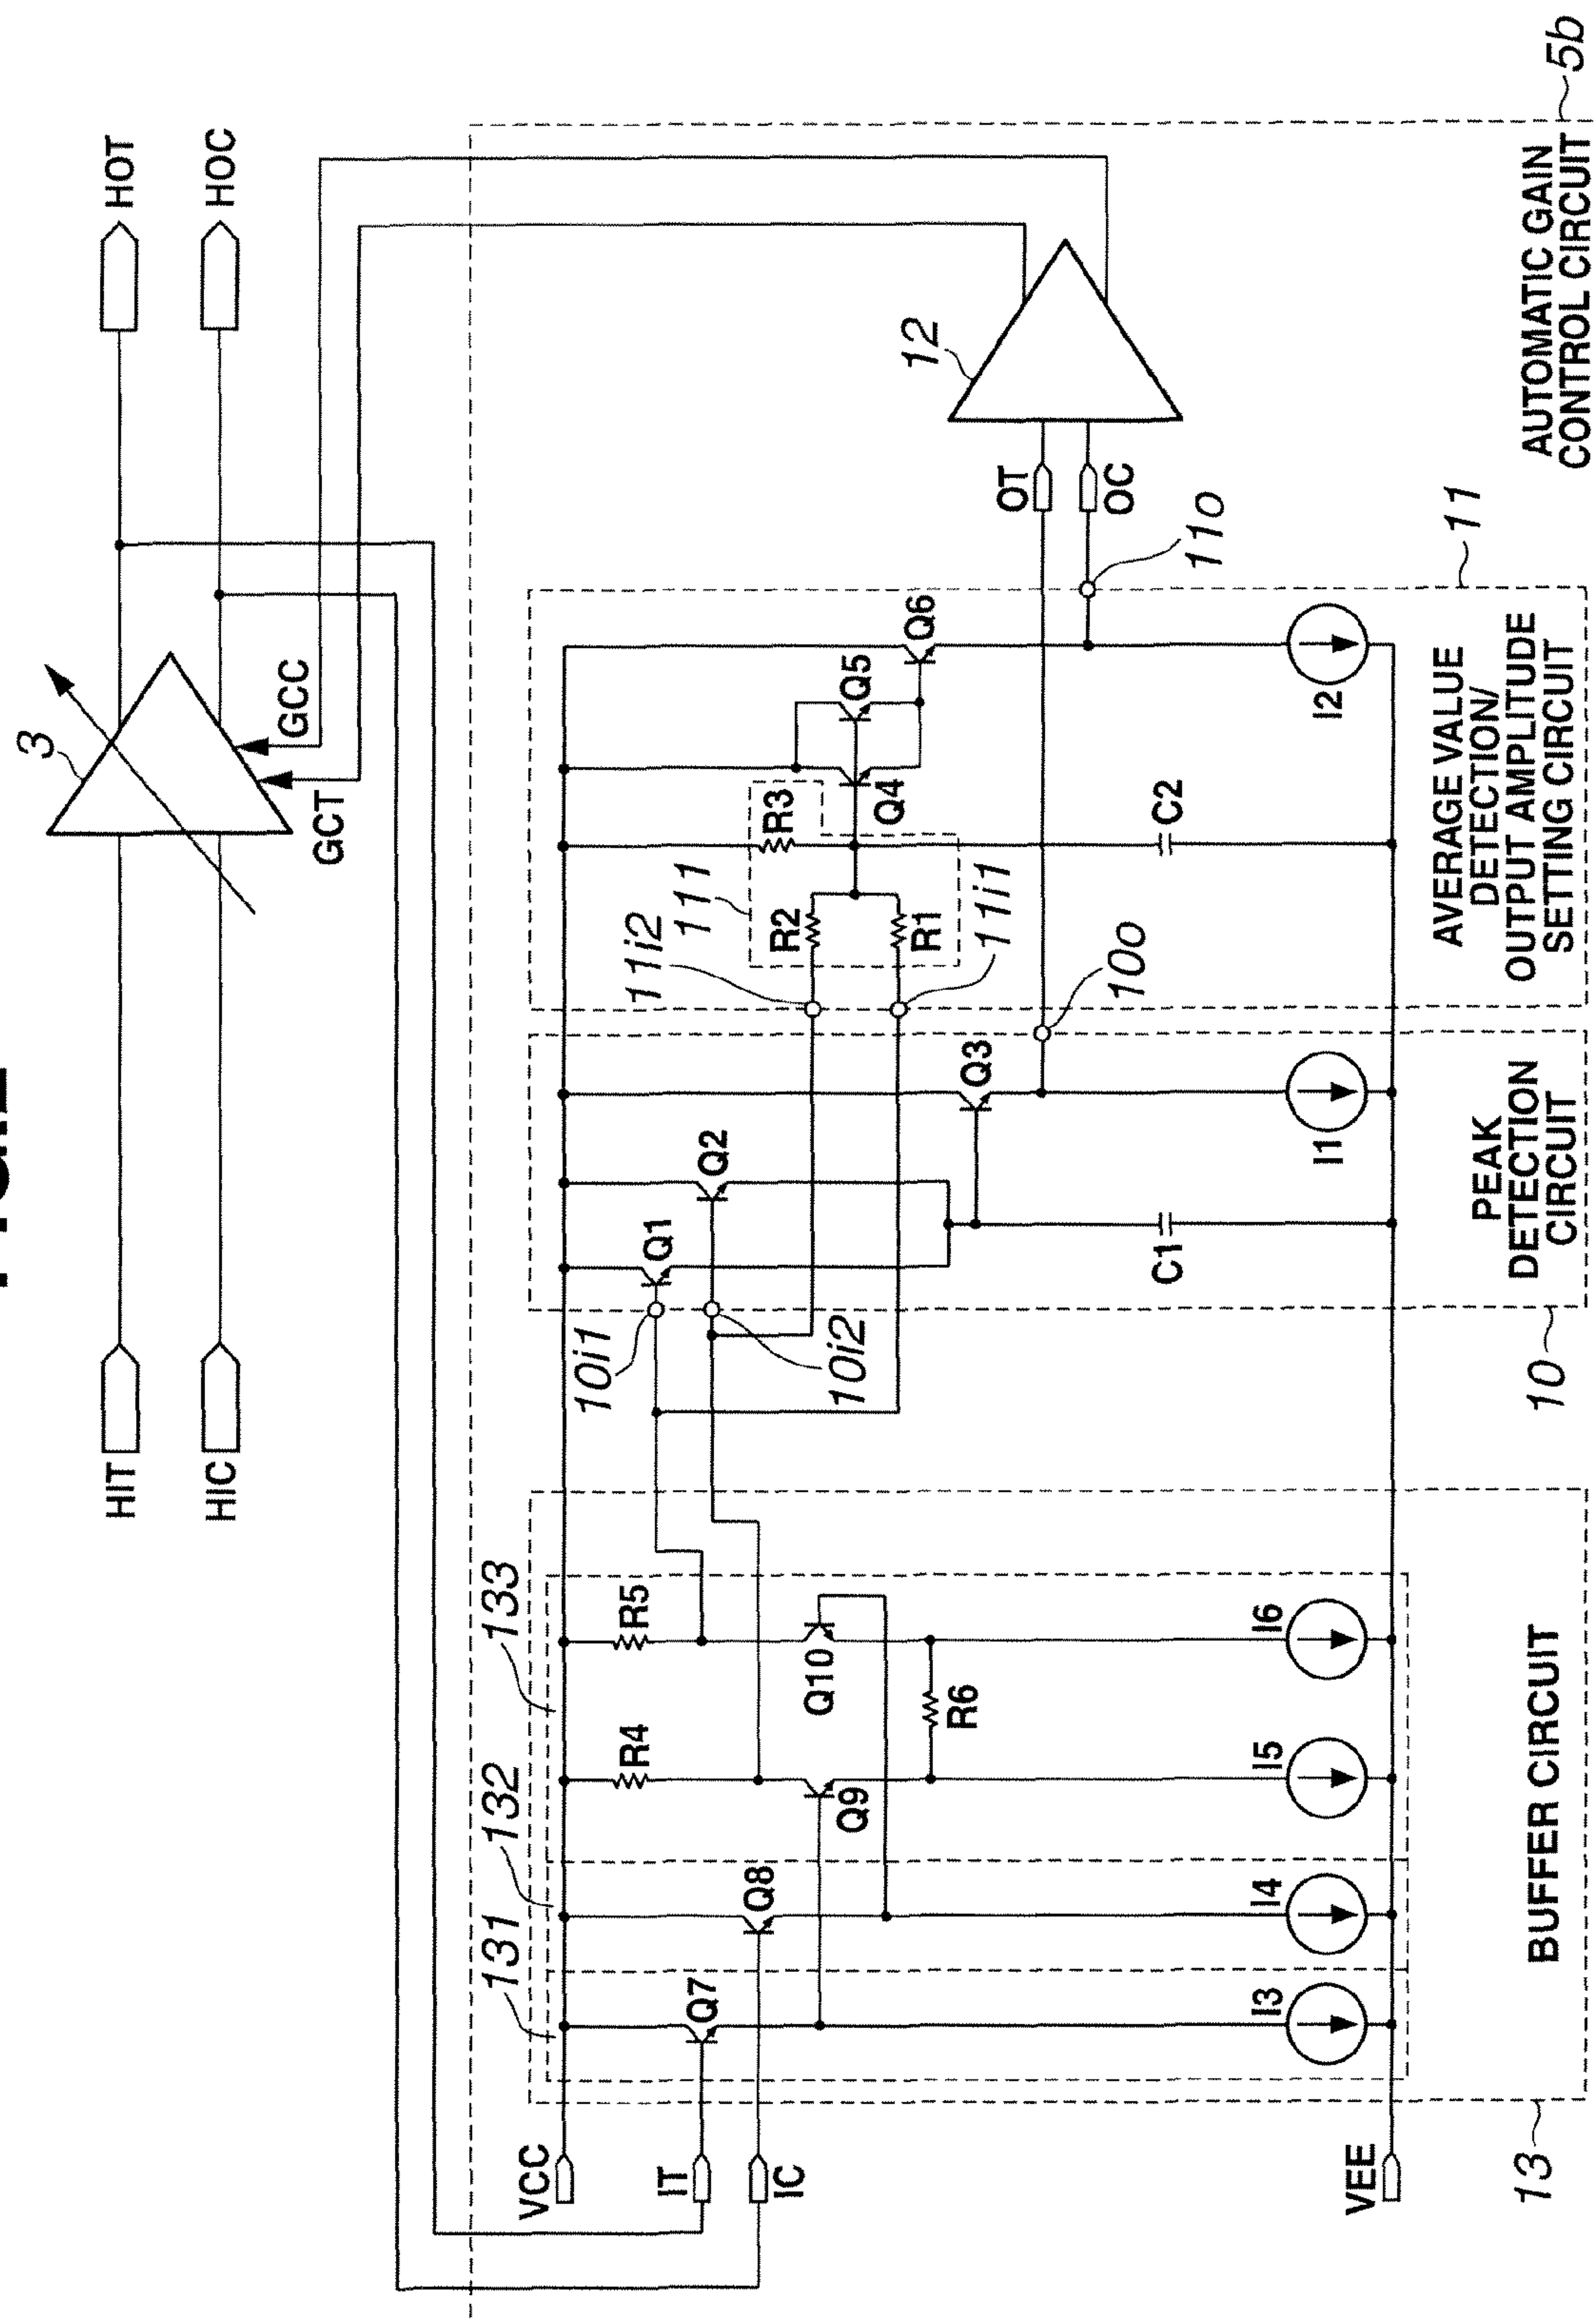 HIT
HIC
3
GCT
GCC
HOT
HOC
VCC
IT
IC
VEE
131
132
133
Q7
Q8
R4
R5
Q9
Q10
R6
I3
I4
I5
I6
BUFFER CIRCUIT
13
10i1
10i2
Q1
Q2
Q3
C1
I1
10o
PEAK
DETECTION
CIRCUIT
10
11i2
11i1
111
R2
R1
R3
Q4
Q5
Q6
C2
I2
11o
AVERAGE VALUE
DETECTION/
OUTPUT AMPLITUDE
SETTING CIRCUIT
11
OT
OC
12
AUTOMATIC GAIN
CONTROL CIRCUIT
5b